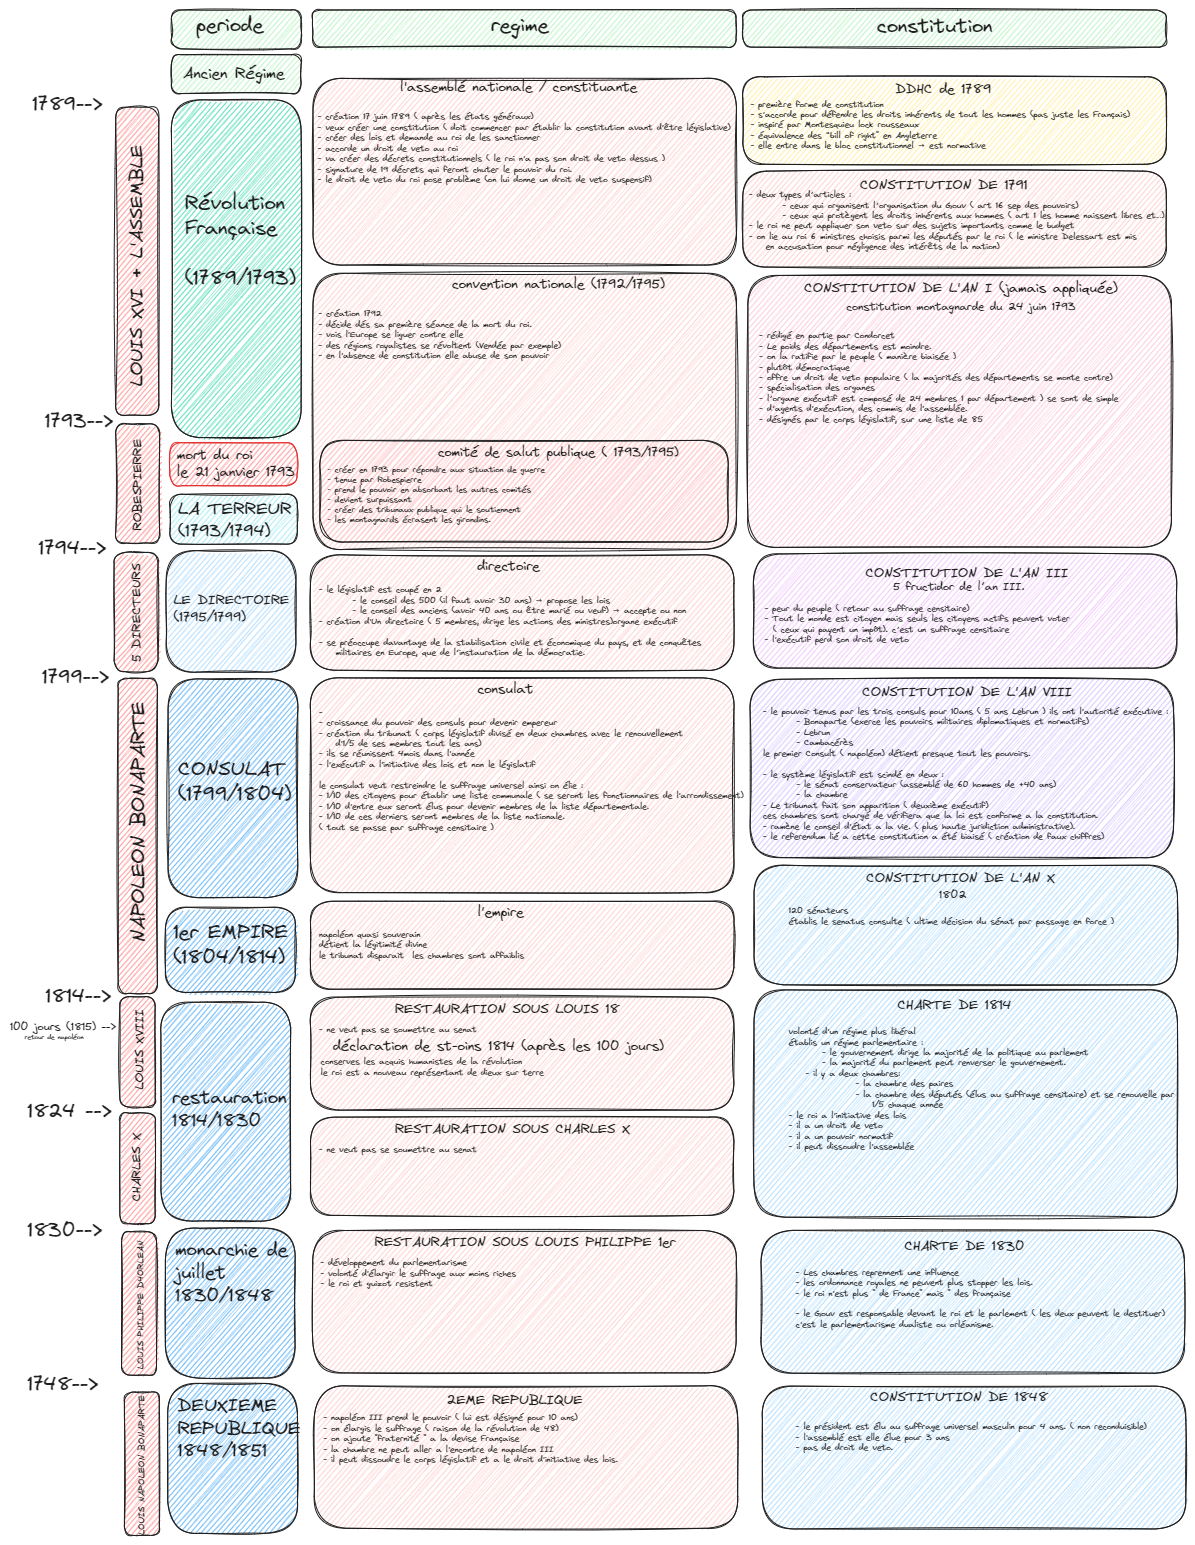 periode
regime
constitution
Ancien Régime
1789-->
LOUIS XVI + L'ASSEMBLE
Révolution
Française
(1789/1793)
l'assemblé nationale / constituante
- création 17 juin 1789 ( après les états généraux)
- veux créer une constitution ( doit commencer par établir la constitution avant d'être législative)
- créer des lois et demande au roi de les sanctionner
- accorde un droit de veto au roi
- va créer des décrets constitutionnels ( le roi n'a pas son droit de veto dessus )
- signature de 19 décrets qui feront chuter le pouvoir du roi.
- le droit de veto du roi pose problème (on lui donne un droit de veto suspensif)
DDHC de 1789
- première forme de constitution
- s'accorde pour défendre les droits inhérents de tout les hommes (pas juste les Français)
- inspiré par Montesquieu lock rousseaux
- équivalence des "bill of right" en Angleterre
- elle entre dans le bloc constitutionnel → est normative
CONSTITUTION DE 1791
- deux types d'articles :
- ceux qui organisent l'organisation du Gouv ( art 16 sep des pouvoirs)
- ceux qui protègent les droits inhérents aux hommes ( art 1 les homme naissent libres et...)
- le roi ne peut appliquer son veto sur des sujets importants comme le budget
- on lie au roi 6 ministres choisis parmi les députés par le roi ( le ministre Delessart est mis
en accusation pour négligence des intérêts de la nation)
convention nationale (1792/1795)
- création 1792
- décide dés sa première séance de la mort du roi.
- vois l'Europe se liguer contre elle
- des régions royalistes se révoltent (Vendée par exemple)
- en l'absence de constitution elle abuse de son pouvoir
CONSTITUTION DE L'AN I (jamais appliquée)
constitution montagnarde du 24 juin 1793
- rédigé en partie par Condorcet
- Le poids des départements est moindre.
- on la ratifie par le peuple ( manière biaisée )
- plutôt démocratique
- offre un droit de veto populaire ( la majorités des départements se monte contre)
- spécialisation des organes
- l'organe exécutif est composé de 24 membres 1 par département ) se sont de simple
- d'agents d'exécution, des commis de l'assemblée.
- désignés par le corps législatif, sur une liste de 85
1793-->
ROBESPIERRE
mort du roi
le 21 janvier 1793
LA TERREUR
(1793/1794)
comité de salut publique ( 1793/1795)
- créer en 1793 pour répondre aux situation de guerre
- tenue par Robespierre
- prend le pouvoir en absorbant les autres comités
- devient surpuissant
- créer des tribunaux publique qui le soutiennent
- les montagnards écrasent les girondins.
1794-->
5 DIRECTEURS
LE DIRECTOIRE
(1795/1799)
directoire
- le législatif est coupé en 2
- le conseil des 500 (il faut avoir 30 ans) → propose les lois
- le conseil des anciens (avoir 40 ans ou être marié ou veuf) → accepte ou non
- création d'Un directoire ( 5 membres, dirige les actions des ministres)organe exécutif
- se préoccupe davantage de la stabilisation civile et économique du pays, et de conquêtes
militaires en Europe, que de l'instauration de la démocratie.
CONSTITUTION DE L'AN III
5 fructidor de l'an III.
- peur du peuple ( retour au suffrage censitaire)
- Tout le monde est citoyen mais seuls les citoyens actifs peuvent voter
( ceux qui payent un impôt). c'est un suffrage censitaire
- l'exécutif perd son droit de veto
1799-->
NAPOLEON BONAPARTE
CONSULAT
(1799/1804)
consulat
-
- croissance du pouvoir des consuls pour devenir empereur
- création du tribunat ( corps législatif divisé en deux chambres avec le renouvellement
d'1/5 de ses membres tout les ans)
- ils se réunissent 4mois dans l'année
- l'exécutif a l'initiative des lois et non le législatif
le consulat veut restreindre le suffrage universel ainsi on élie :
- 1/10 des citoyens pour établir une liste communale ( se seront les fonctionnaires de l'arrondissement)
- 1/10 d'entre eux seront élus pour devenir membres de la liste départementale.
- 1/10 de ces derniers seront membres de la liste nationale.
( tout se passe par suffrage censitaire )
CONSTITUTION DE L'AN VIII
- le pouvoir tenus par les trois consuls pour 10ans ( 5 ans Lebrun ) ils ont l'autorité exécutive :
- Bonaparte (exerce les pouvoirs militaires diplomatiques et normatifs)
- Lebrun
- Cambacérès
le premier Consult ( napoléon) détient presque tout les pouvoirs.
- le système législatif est scindé en deux :
- le sénat conservateur (assemblé de 60 hommes de +40 ans)
- la chambre
- Le tribunat fait son apparition ( deuxième exécutif)
ces chambres sont chargé de vérifiera que la loi est conforme a la constitution.
- ramène le conseil d'état a la vie. ( plus haute juridiction administrative).
- le referendum lié a cette constitution a été biaisé ( création de faux chiffres)
CONSTITUTION DE L'AN X
1802
120 sénateurs
établis le senatus consulte ( ultime décision du sénat par passage en force )
1er EMPIRE
(1804/1814)
l'empire
napoléon quasi souverain
détient la légitimité divine
le tribunat disparait les chambres sont affaiblis
1814-->
100 jours (1815) -->
retour de napoléon
LOUIS XVIII
restauration
1814/1830
RESTAURATION SOUS LOUIS 18
- ne veut pas se soumettre au senat
déclaration de st-oins 1814 (après les 100 jours)
conserves les acquis humanistes de la révolution
le roi est a nouveau représentant de dieux sur terre
CHARTE DE 1814
volonté d'un régime plus libéral
établis un régime parlementaire :
- le gouvernement dirige la majorité de la politique au parlement
- la majorité du parlement peut renverser le gouvernement.
- il y a deux chambres:
- la chambre des paires
- la chambre des députés (élus au suffrage censitaire) et se renouvelle par
1/5 chaque année
- le roi a l'initiative des lois
- il a un droit de veto
- il a un pouvoir normatif
- il peut dissoudre l'assemblée
1824 -->
CHARLES X
RESTAURATION SOUS CHARLES X
- ne veut pas se soumettre au senat
1830-->
LOUIS PHILIPPE D4ORLEAN
monarchie de
juillet
1830/1848
RESTAURATION SOUS LOUIS PHILIPPE 1er
- développement du parlementarisme
- volonté d'élargir le suffrage aux moins riches
- le roi et guizot resistent
CHARTE DE 1830
- Les chambres reprennent une influence
- les ordonnance royales ne peuvent plus stopper les lois.
- le roi n'est plus " de France" mais " des française
- le Gouv est responsable devant le roi et le parlement ( les deux peuvent le destituer)
c'est le parlementarisme dualiste ou orléanisme.
1748-->
LOUIS NAPOLEON BONAPARTE
DEUXIEME
REPUBLIQUE
1848/1851
2EME REPUBLIQUE
- napoléon III prend le pouvoir ( lui est désigné pour 10 ans)
- on élargis le suffrage ( raison de la révolution de 48)
- on ajoute "fraternité " a la devise Française
- la chambre ne peut aller a l'encontre de napoléon III
- il peut dissoudre le corps législatif et a le droit d'initiative des lois.
CONSTITUTION DE 1848
- le président est élu au suffrage universel masculin pour 4 ans. ( non reconduisible)
- l'assemblé est elle élue pour 3 ans
- pas de droit de veto.